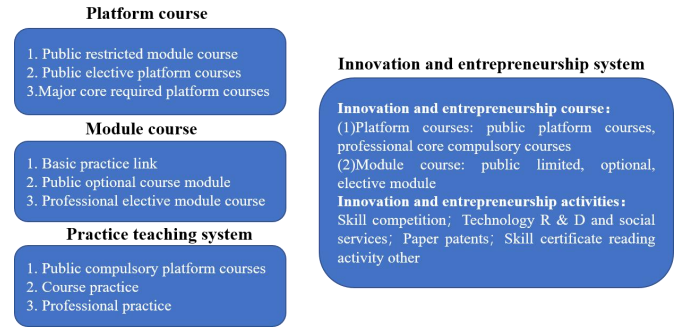 Platform course
1. Public restricted module course
2. Public elective platform courses
3.Major core required platform courses
Module course
1. Basic practice link
2. Public optional course module
3. Professional elective module course
Practice teaching system
1. Public compulsory platform courses
2. Course practice
3. Professional practice
Innovation and entrepreneurship system
Innovation and entrepreneurship course：
(1)Platform courses: public platform courses,
professional core compulsory courses
(2)Module course: public limited, optional,
elective module
Innovation and entrepreneurship activities：
Skill competition；Technology R & D and social
services；Paper patents；Skill certificate reading
activity other